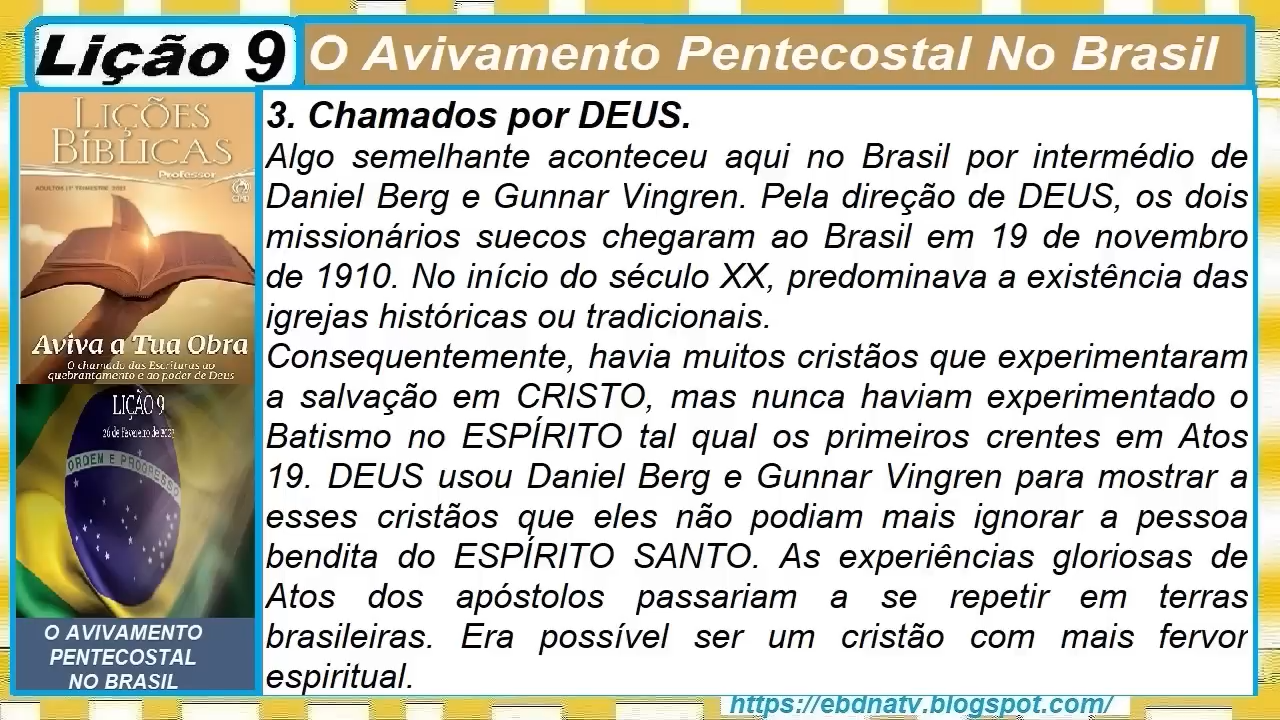 Lição 9
O Avivamento Pentecostal No Brasil
LIÇÕES
BÍBLICAS
Professor
CPAD
Aviva a Tua Obra
O chamado das Escrituras ao
quebrantamento e ao poder de Deus
LIÇÃO 9
26 de Fevereiro de 2023
ORDEM E PROGRESSO
O AVIVAMENTO
PENTECOSTAL
NO BRASIL
3. Chamados por DEUS.
Algo semelhante aconteceu aqui no Brasil por intermédio de
Daniel Berg e Gunnar Vingren. Pela direção de DEUS, os dois
missionários suecos chegaram ao Brasil em 19 de novembro
de 1910. No início do século XX, predominava a existência das
igrejas históricas ou tradicionais.
Consequentemente, havia muitos cristãos que experimentaram
a salvação em CRISTO, mas nunca haviam experimentado o
Batismo no ESPÍRITO tal qual os primeiros crentes em Atos
19. DEUS usou Daniel Berg e Gunnar Vingren para mostrar a
esses cristãos que eles não podiam mais ignorar a pessoa
bendita do ESPÍRITO SANTO. As experiências gloriosas de
Atos dos apóstolos passariam a se repetir em terras
brasileiras. Era possível ser um cristão com mais fervor
espiritual.
https://ebdnatv.blogspot.com/